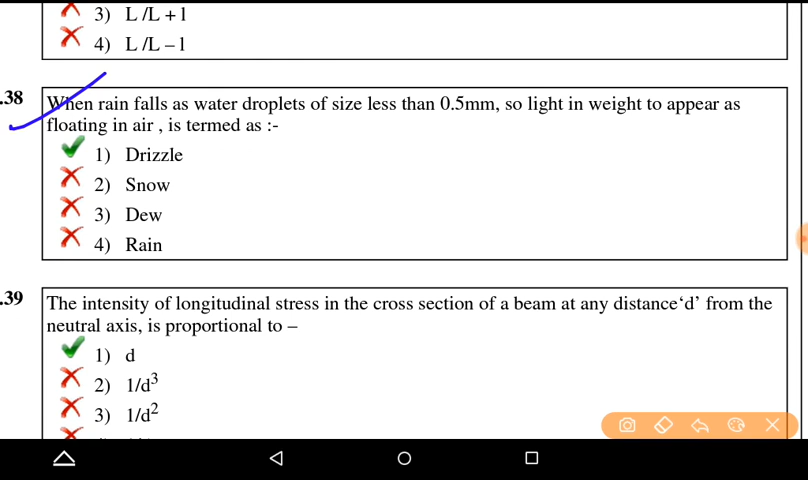 3) L /L + 1
4) L /L – 1
.38
When rain falls as water droplets of size less than 0.5mm, so light in weight to appear as
floating in air , is termed as :-
1) Drizzle
2) Snow
3) Dew
4) Rain
.39
The intensity of longitudinal stress in the cross section of a beam at any distance‘d’ from the
neutral axis, is proportional to –
1) d
2) 1/d³
3) 1/d²